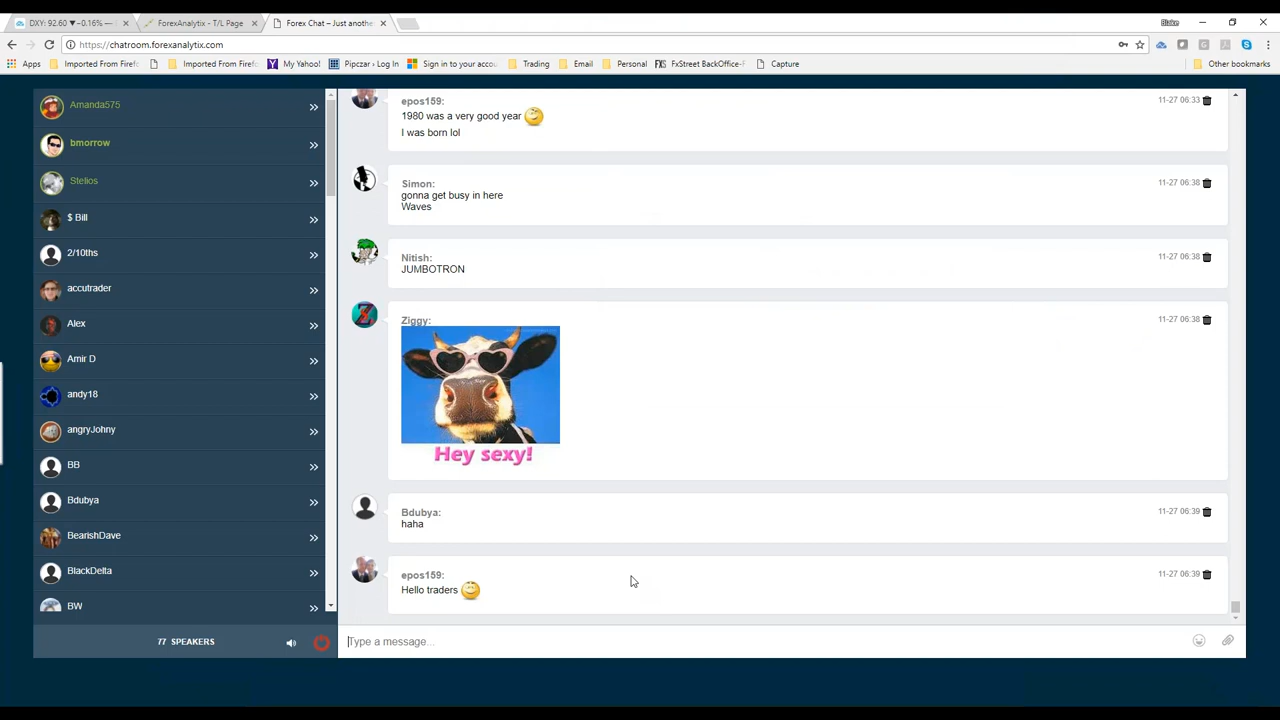 DXY: 92.60 ▼−0.16% —
ForexAnalytix - T/L Page
Forex Chat – Just anothe
Blake
https://chatroom.forexanalytix.com
Apps
Imported From Firef
Imported From Firef
My Yahoo!
Pipczar › Log In
Sign in to your accou
Trading
Email
Personal
FXS
FxStreet BackOffice-F
Capture
Other bookmarks
Amanda575
bmorrow
Stelios
$ Bill
2/10ths
accutrader
Alex
Amir D
andy18
angryJohny
BB
Bdubya
BearishDave
BlackDelta
BW
77 SPEAKERS
epos159:
11-27 06:33
1980 was a very good year
I was born lol
Simon:
11-27 06:38
gonna get busy in here
Waves
Nitish:
11-27 06:38
JUMBOTRON
Ziggy:
11-27 06:38
Hey sexy!
Bdubya:
11-27 06:39
haha
epos159:
11-27 06:39
Hello traders
Type a message...